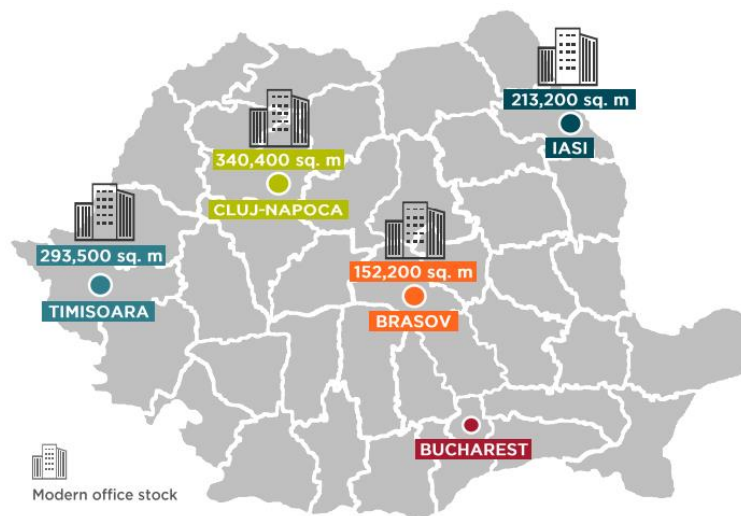 213,200 sq. m
IASI
340,400 sq. m
CLUJ-NAPOCA
293,500 sq. m
TIMISOARA
152,200 sq. m
BRASOV
BUCHAREST
Modern office stock